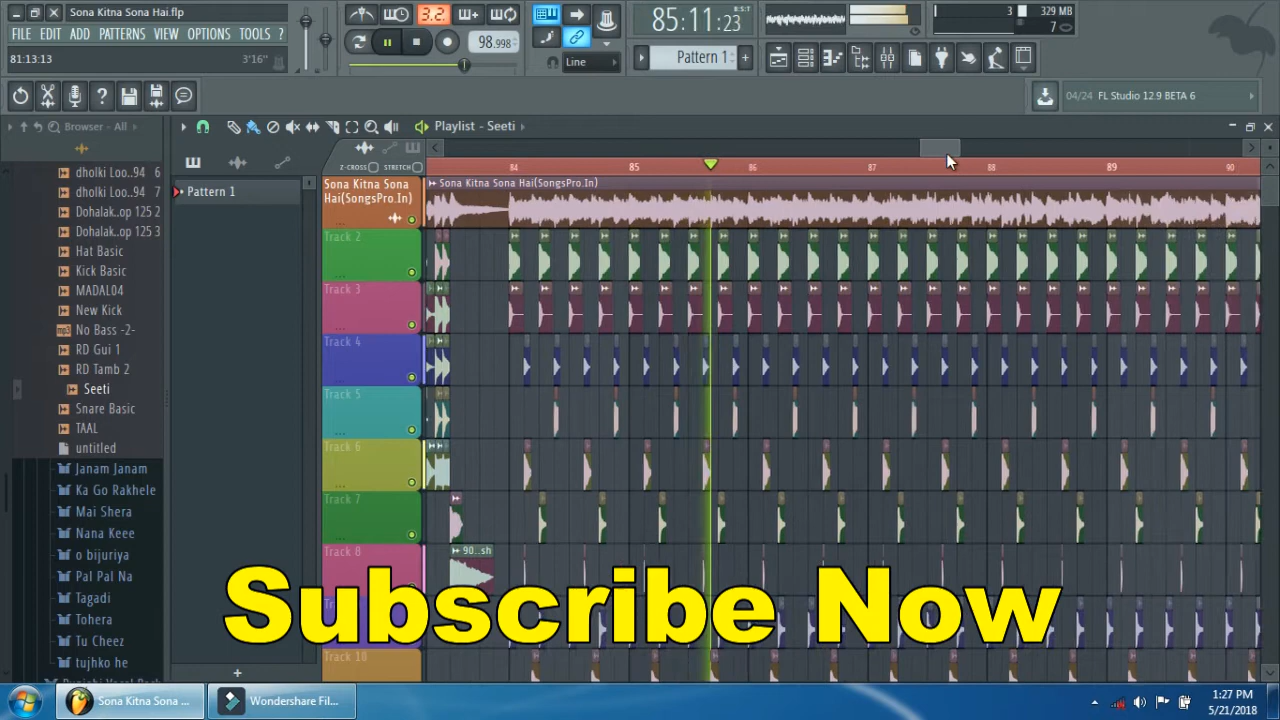 Sona Kitna Sona Hai.flp
FILE EDIT ADD PATTERNS VIEW OPTIONS TOOLS ?
81:13:13 3'16"
3.2.
98.998
Line
85:11:23
B:S:T
Pattern 1
3
329 MB
7
04/24 FL Studio 12.9 BETA 6
Browser - All
Playlist - Seeti
Z-CROSS STRETCH
84 85 86 87 88 89 90
Pattern 1
Sona Kitna Sona Hai(SongsPro.In)
Sona Kitna Sona Hai(SongsPro.In)
Track 2
Track 3
Track 4
Track 5
Track 6
Track 7
Track 8
90..sh
Track 10
dholki Loo..94 6
dholki Loo..94 7
Dohalak..op 125 2
Dohalak..op 125 3
Hat Basic
Kick Basic
MADAL04
New Kick
mp3 No Bass -2-
RD Gui 1
RD Tamb 2
Seeti
Snare Basic
TAAL
untitled
Janam Janam
Ka Go Rakhele
Mai Shera
Nana Keee
o bijuriya
Pal Pal Na
Tagadi
Tohera
Tu Cheez
tujhko he
Subscribe Now
Sona Kitna Sona ...
Wondershare Fil...
1:27 PM
5/21/2018